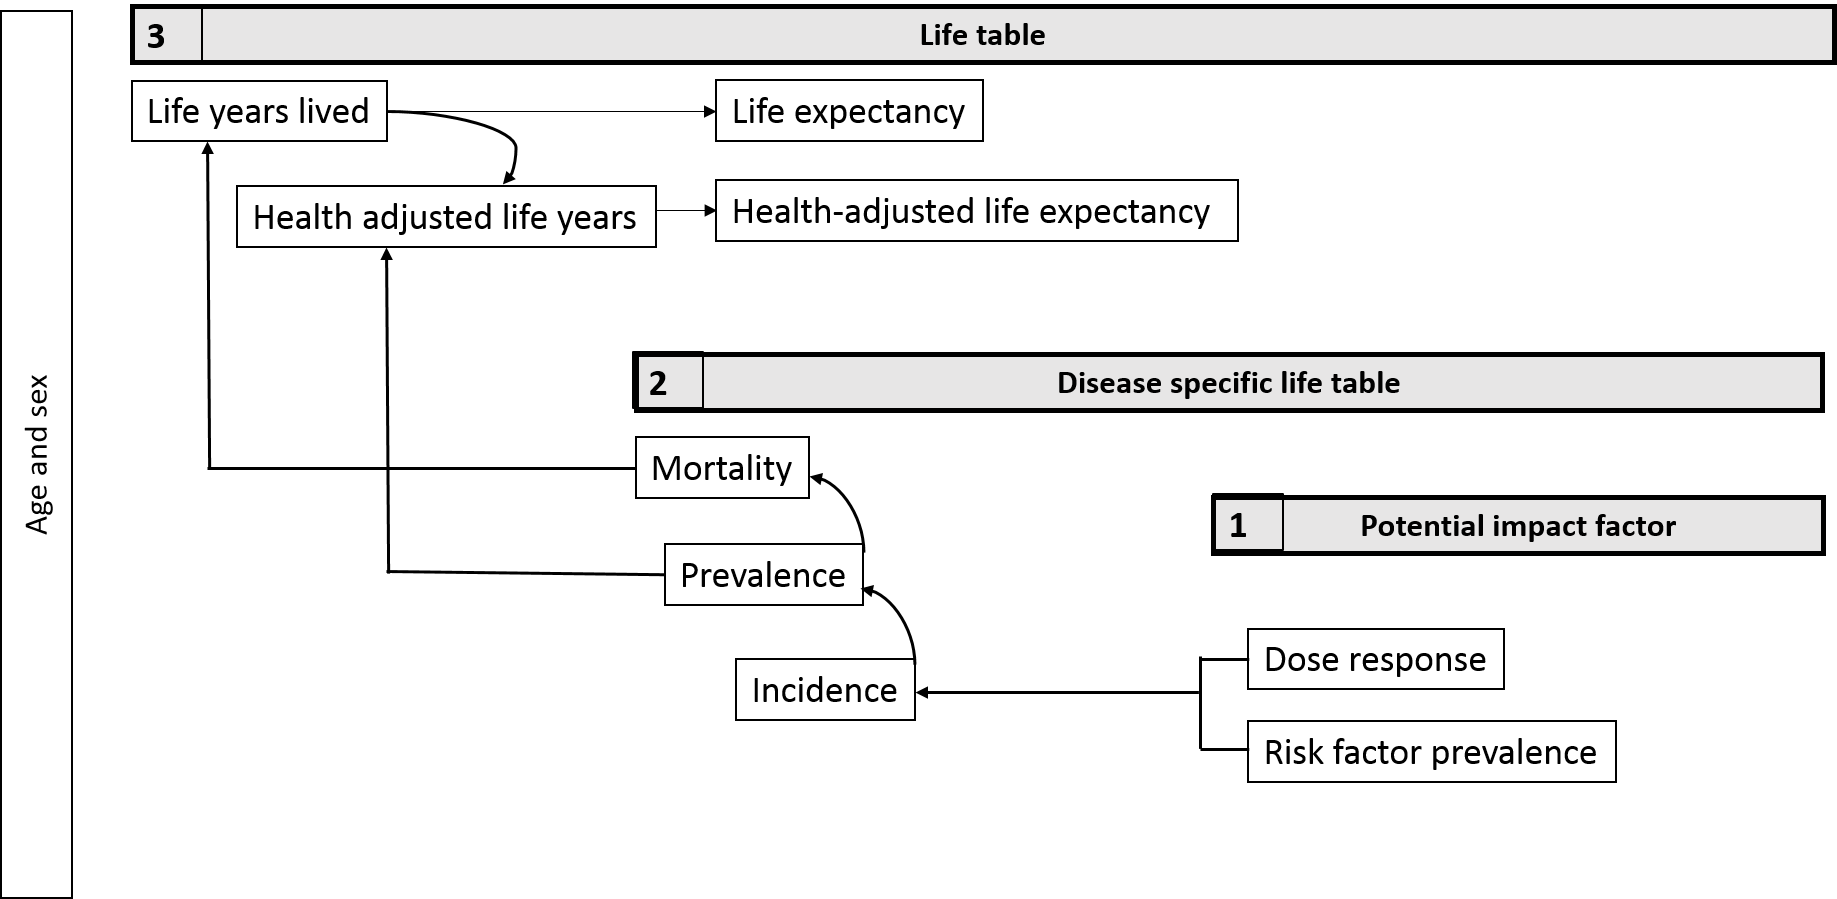 3 Life table
Life years lived
Life expectancy
Health adjusted life years
Health-adjusted life expectancy
2 Disease specific life table
Mortality
1 Potential impact factor
Prevalence
Incidence
Dose response
Risk factor prevalence
Age and sex